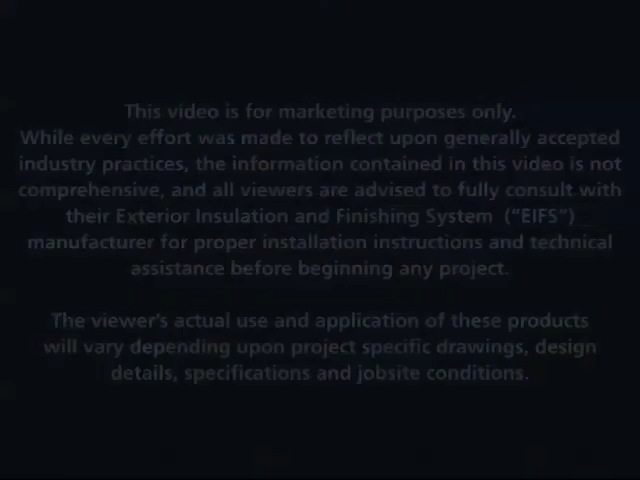 This video is for marketing purposes only.
While every effort was made to reflect upon generally accepted
industry practices, the information contained in this video is not
comprehensive, and all viewers are advised to fully consult with
their Exterior Insulation and Finishing System  (“EIFS”)
manufacturer for proper installation instructions and technical
assistance before beginning any project.
The viewer’s actual use and application of these products
will vary depending upon project specific drawings, design
details, specifications and jobsite conditions.